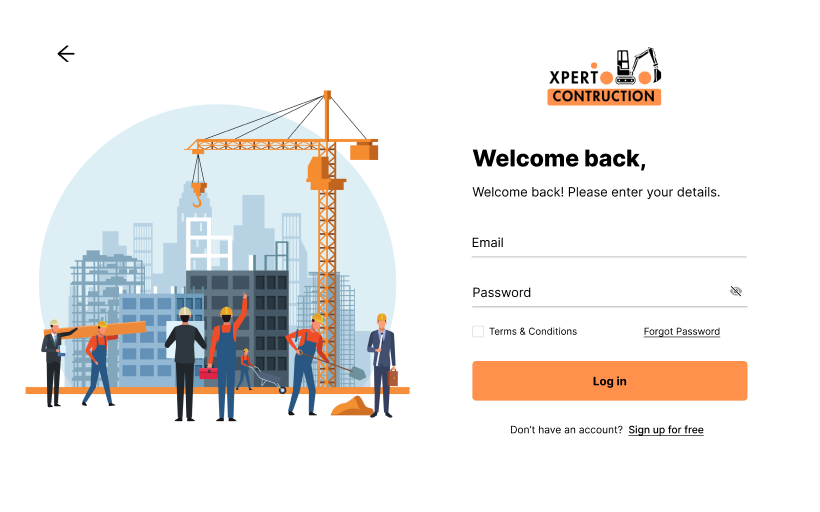 XPERT
CONTRUCTION
Welcome back,
Welcome back! Please enter your details.
Email
Password
Terms & Conditions Forgot Password
Log in
Don't have an account? Sign up for free